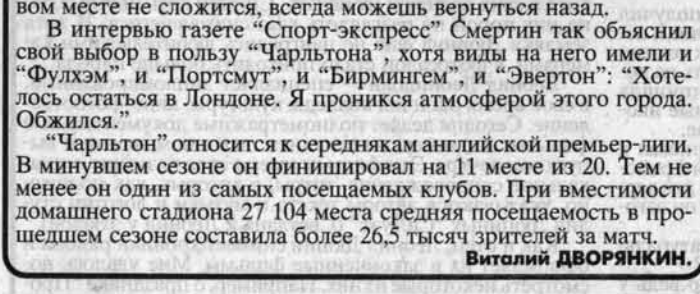 вом месте не сложится, всегда можешь вернуться назад.
В интервью газете “Спорт-экспресс” Смертин так объяснил
свой выбор в пользу “Чарльтона”, хотя виды на него имели и
“Фулхэм”, и “Портсмут”, и “Бирмингем”, и “Эвертон”: “Хоте-
лось остаться в Лондоне. Я проникся атмосферой этого города.
Обжился.”
“Чарльтон” относится к середнякам английской премьер-лиги.
В минувшем сезоне он финишировал на 11 месте из 20. Тем не
менее он один из самых посещаемых клубов. При вместимости
домашнего стадиона 27 104 места средняя посещаемость в про-
шедшем сезоне составила более 26,5 тысяч зрителей за матч.
Виталий ДВОРЯНКИН.